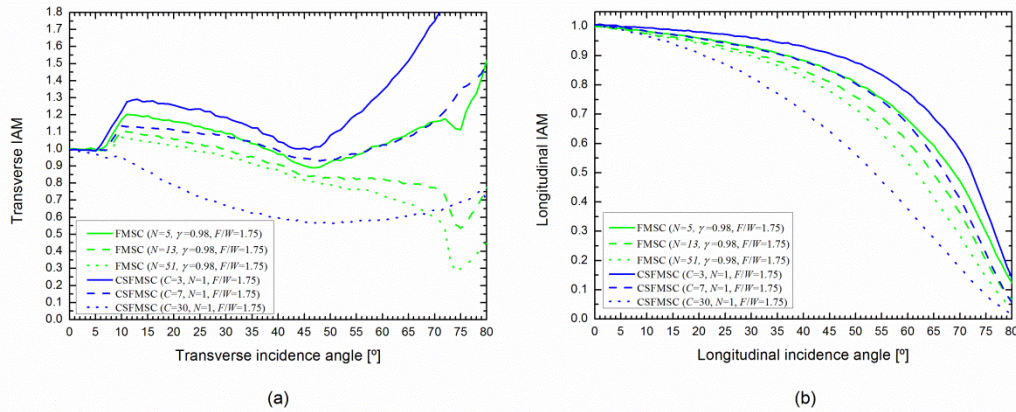 1.8
1.7
1.6
1.5
1.4
1.3
1.2
1.1
1.0
0.9
0.8
0.7
0.6
0.5
0.4
0.3
0.2
0.1
0.0
Transverse IAM
FMSC (N=5, γ=0.98, F/W=1.75)
FMSC (N=13, γ=0.98, F/W=1.75)
FMSC (N=51, γ=0.98, F/W=1.75)
CSFMSC (C=3, N=1, F/W=1.75)
CSFMSC (C=7, N=1, F/W=1.75)
CSFMSC (C=30, N=1, F/W=1.75)
0 5 10 15 20 25 30 35 40 45 50 55 60 65 70 75 80
Transverse incidence angle [º]
(a)
1.0
0.9
0.8
0.7
0.6
0.5
0.4
0.3
0.2
0.1
0.0
Longitudinal IAM
FMSC (N=5, γ=0.98, F/W=1.75)
FMSC (N=13, γ=0.98, F/W=1.75)
FMSC (N=51, γ=0.98, F/W=1.75)
CSFMSC (C=3, N=1, F/W=1.75)
CSFMSC (C=7, N=1, F/W=1.75)
CSFMSC (C=30, N=1, F/W=1.75)
0 5 10 15 20 25 30 35 40 45 50 55 60 65 70 75 80
Longitudinal incidence angle [º]
(b)